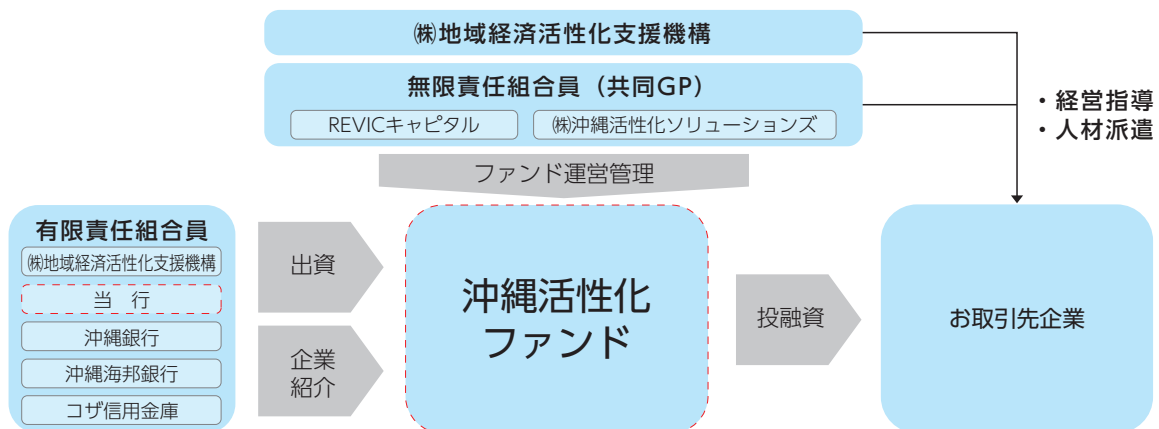 ㈱地域経済活性化支援機構
無限責任組合員（共同GP）
REVICキャピタル
㈱沖縄活性化ソリューションズ
・経営指導
・人材派遣
ファンド運営管理
有限責任組合員
㈱地域経済活性化支援機構
当　行
沖縄銀行
沖縄海邦銀行
コザ信用金庫
出資
企業
紹介
沖縄活性化
ファンド
投融資
お取引先企業